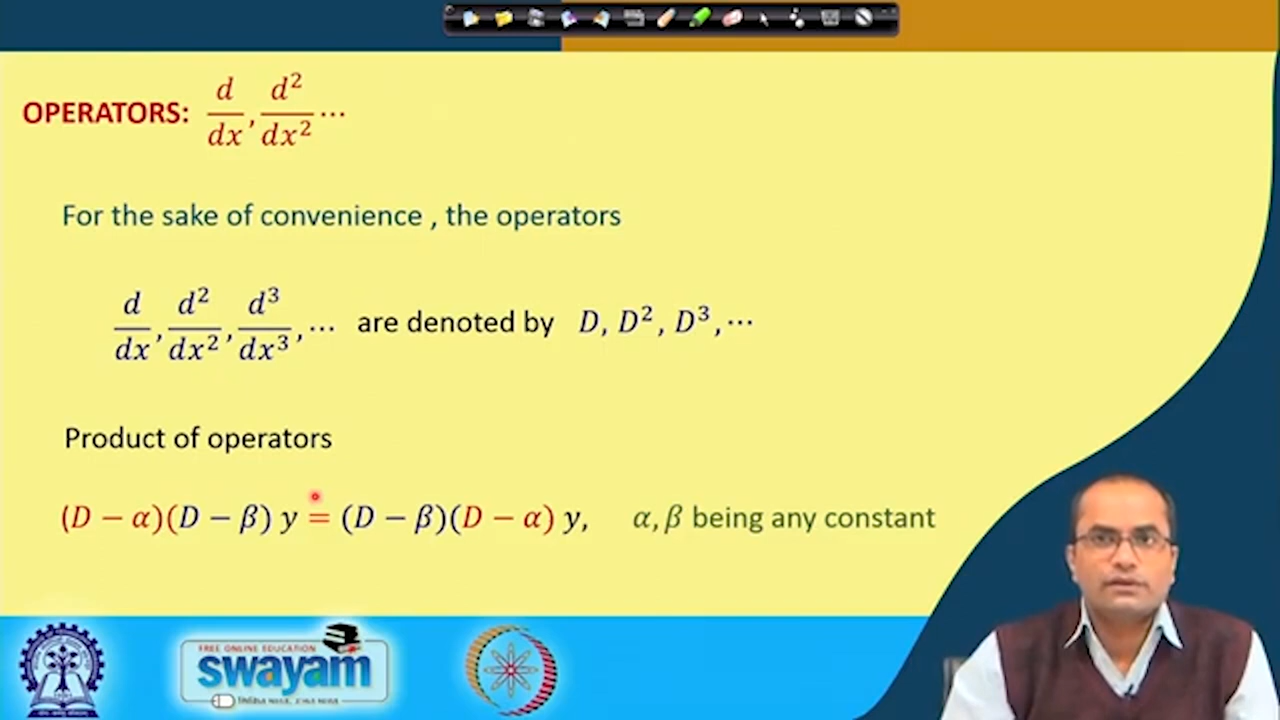 OPERATORS: d/dx, d²/dx² ⋯
For the sake of convenience , the operators
d/dx, d²/dx², d³/dx³, ⋯ are denoted by D, D², D³, ⋯
Product of operators
(D − α)(D − β) y = (D − β)(D − α) y, α, β being any constant
FREE ONLINE EDUCATION
swayam